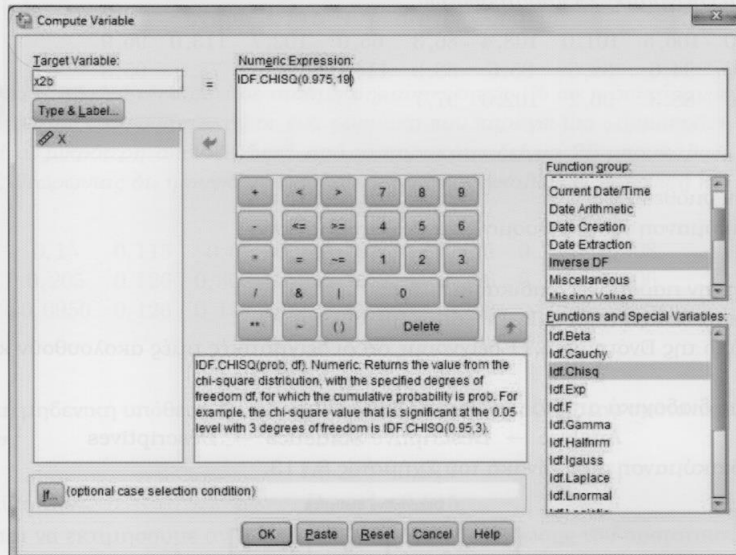 Compute Variable
Target Variable:
x2b
=
Numeric Expression:
IDF.CHISQ(0.975,19)
Type & Label...
X
+ < > 7 8 9
- <= >= 4 5 6
* = ~= 1 2 3
/ & | 0 .
** ~ ( ) Delete
Function group:
Current Date/Time
Date Arithmetic
Date Creation
Date Extraction
Inverse DF
Miscellaneous
Missing Values
Functions and Special Variables:
Idf.Beta
Idf.Cauchy
Idf.Chisq
Idf.Exp
Idf.F
Idf.Gamma
Idf.Halfnrm
Idf.Igauss
Idf.Laplace
Idf.Lnormal
Idf.Logistic
IDF.CHISQ(prob, df). Numeric. Returns the value from the
chi-square distribution, with the specified degrees of
freedom df, for which the cumulative probability is prob. For
example, the chi-square value that is significant at the 0.05
level with 3 degrees of freedom is IDF.CHISQ(0.95,3).
If... (optional case selection condition)
OK Paste Reset Cancel Help